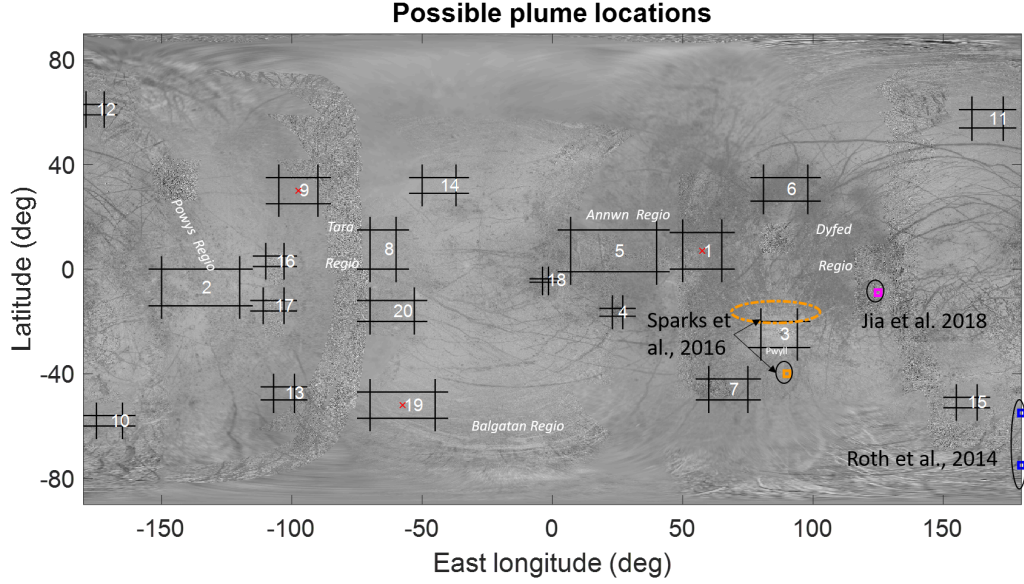 Possible plume locations
80
12
11
40
9
14
6
Powys Regio
Tara
Annwn Regio
Dyfed
Regio
Regio
16
8
5
1
0
2
18
17
20
4
Sparks et
al., 2016
3
Pwyll
Jia et al. 2018
-40
13
7
19
15
10
Balgatan Regio
Roth et al., 2014
-80
-150
-100
-50
0
50
100
150
Latitude (deg)
East longitude (deg)